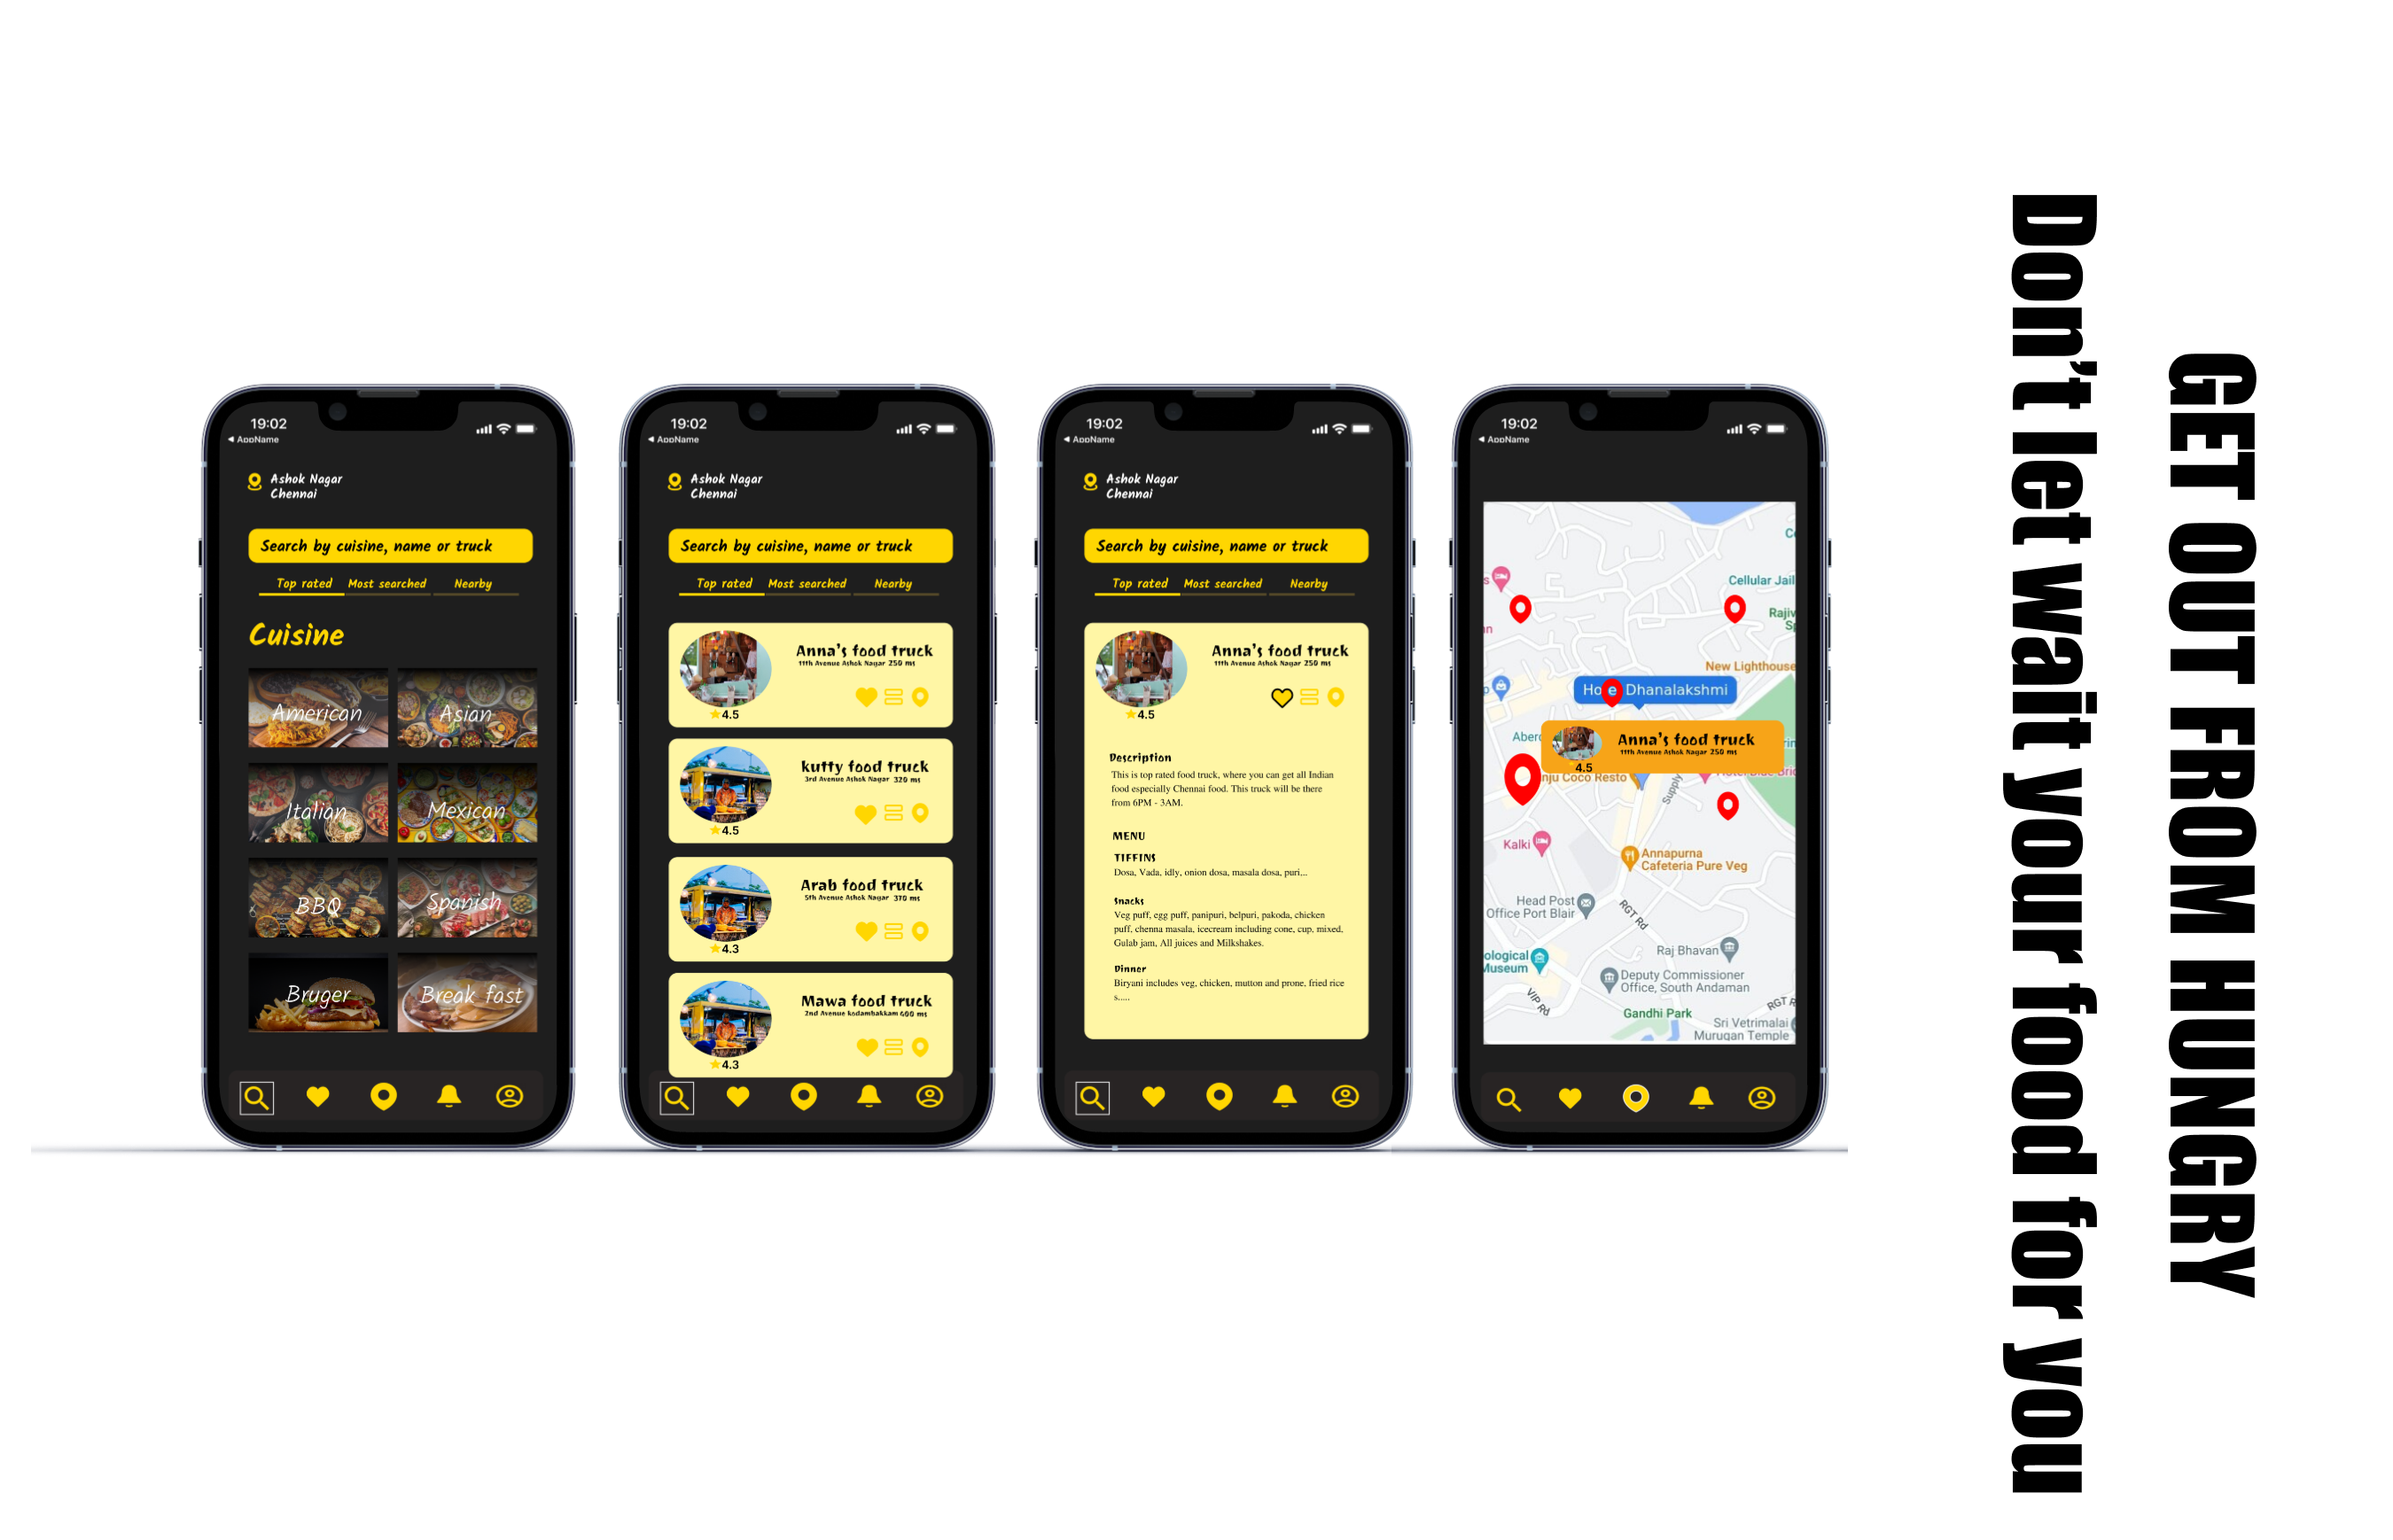 19:02
AppName
Ashok Nagar
Chennai
Search by cuisine, name or truck
Top rated Most searched Nearby
Cuisine
American Asian
Italian Mexican
BBQ Spanish
Bruger Break fast
19:02
AppName
Ashok Nagar
Chennai
Search by cuisine, name or truck
Top rated Most searched Nearby
Anna's food truck
11th Avenue Ashok Nagar 250 ms
4.5
kutty food truck
3rd Avenue Ashok Nagar 320 ms
4.5
Arab food truck
5th Avenue Ashok Nagar 370 ms
4.3
Mawa food truck
2nd Avenue kodambakkam 600 ms
4.3
19:02
AppName
Ashok Nagar
Chennai
Search by cuisine, name or truck
Top rated Most searched Nearby
Anna's food truck
11th Avenue Ashok Nagar 250 ms
4.5
Description
This is top rated food truck, where you can get all Indian
food especially Chennai food. This truck will be there
from 6PM - 3AM.
MENU
TIFFINS
Dosa, Vada, idly, onion dosa, masala dosa, puri,..
Snacks
Veg puff, egg puff, panipuri, belpuri, pakoda, chicken
puff, chenna masala, icecream including cone, cup, mixed,
Gulab jam, All juices and Milkshakes.
Dinner
Biryani includes veg, chicken, mutton and prone, fried rice
s.....
19:02
AppName
Cellular Jail
New Lighthouse
Dhanalakshmi
Anna's food truck
11th Avenue Ashok Nagar 250 ms
4.5
nju Coco Resto
Supply
Kalki
Annapurna
Cafeteria Pure Veg
Head Post
Office Port Blair
RGT Rd
Raj Bhavan
ological
Museum
Deputy Commissioner
Office, South Andaman
VIP Rd
RGT R
Gandhi Park
Sri Vetrimalai
Murugan Temple
GET OUT FROM HUNGRY
Don't let wait your food for you